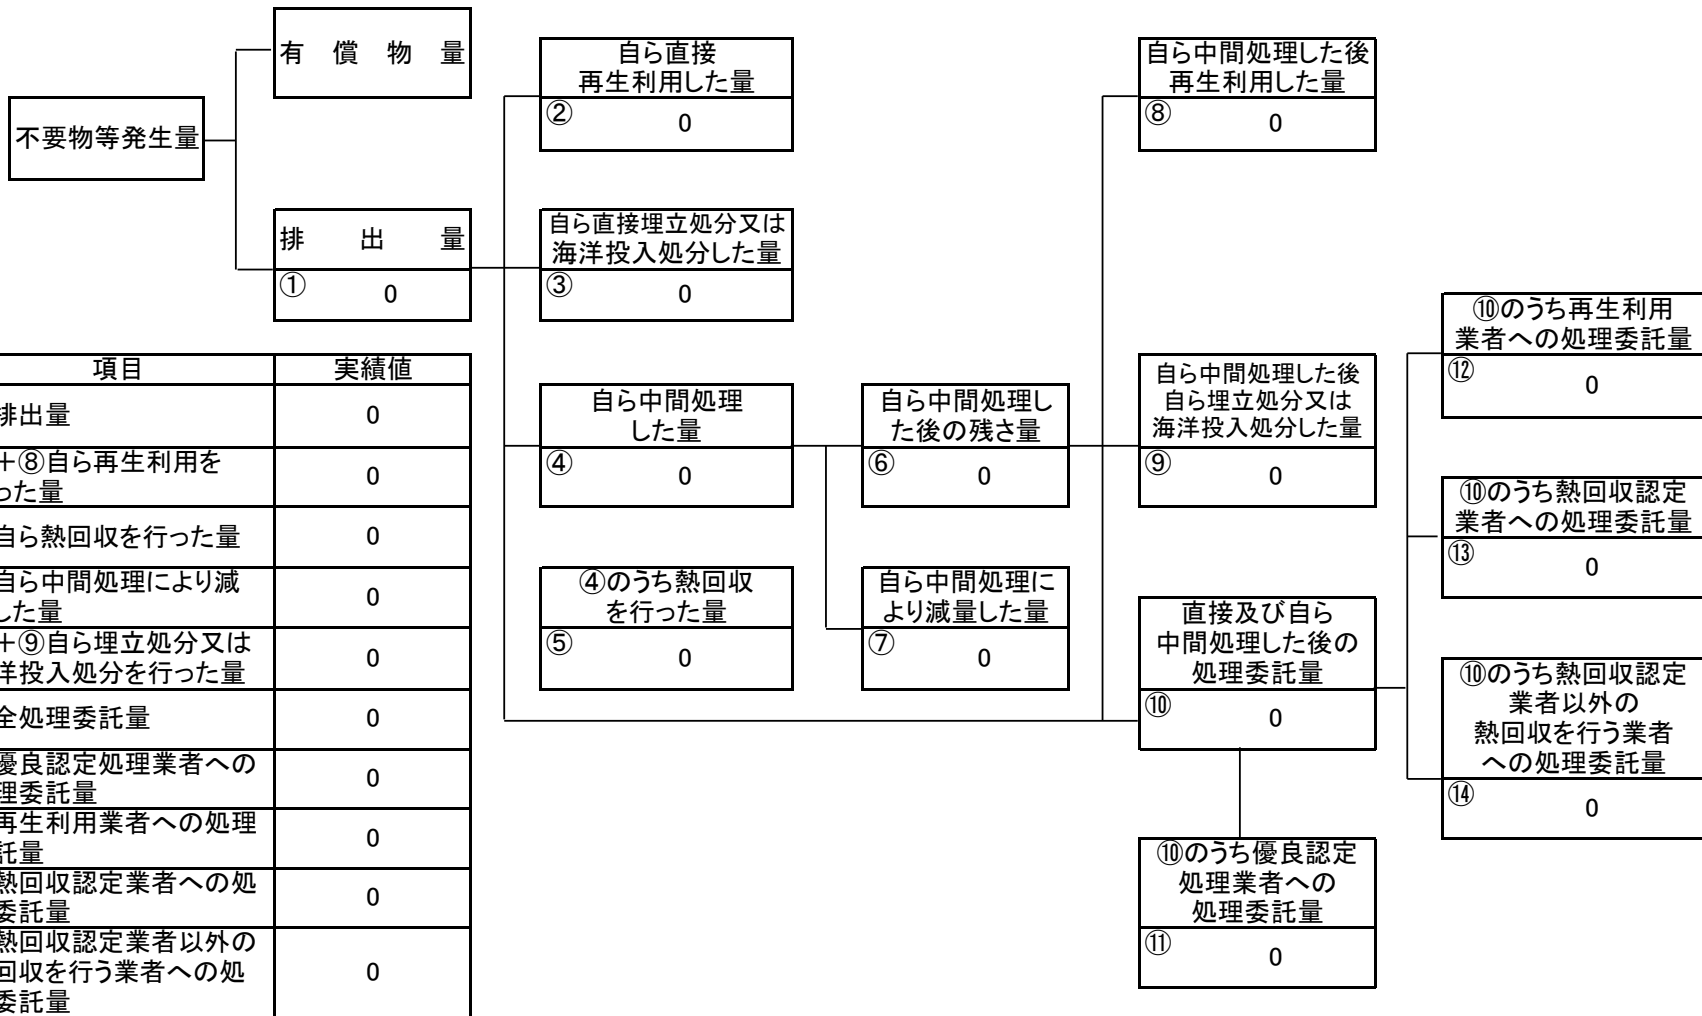 有償物量
不要物等発生量
排出量
① 0
自ら直接
再生利用した量
② 0
自ら直接埋立処分又は
海洋投入処分した量
③ 0
自ら中間処理
した量
④ 0
④のうち熱回収
を行った量
⑤ 0
自ら中間処理し
た後の残さ量
⑥ 0
自ら中間処理に
より減量した量
⑦ 0
自ら中間処理した後
再生利用した量
⑧ 0
自ら中間処理した後
自ら埋立処分又は
海洋投入処分した量
⑨ 0
直接及び自ら
中間処理した後の
処理委託量
⑩ 0
⑩のうち優良認定
処理業者への
処理委託量
⑪ 0
⑩のうち再生利用
業者への処理委託量
⑫ 0
⑩のうち熱回収認定
業者への処理委託量
⑬ 0
⑩のうち熱回収認定
業者以外の
熱回収を行う業者
への処理委託量
⑭ 0
項目 実績値
排出量 0
+⑧自ら再生利用を
った量 0
自ら熱回収を行った量 0
自ら中間処理により減
した量 0
+⑨自ら埋立処分又は
洋投入処分を行った量 0
全処理委託量 0
優良認定処理業者への
理委託量 0
再生利用業者への処理
託量 0
熱回収認定業者への処
委託量 0
熱回収認定業者以外の
回収を行う業者への処
委託量 0